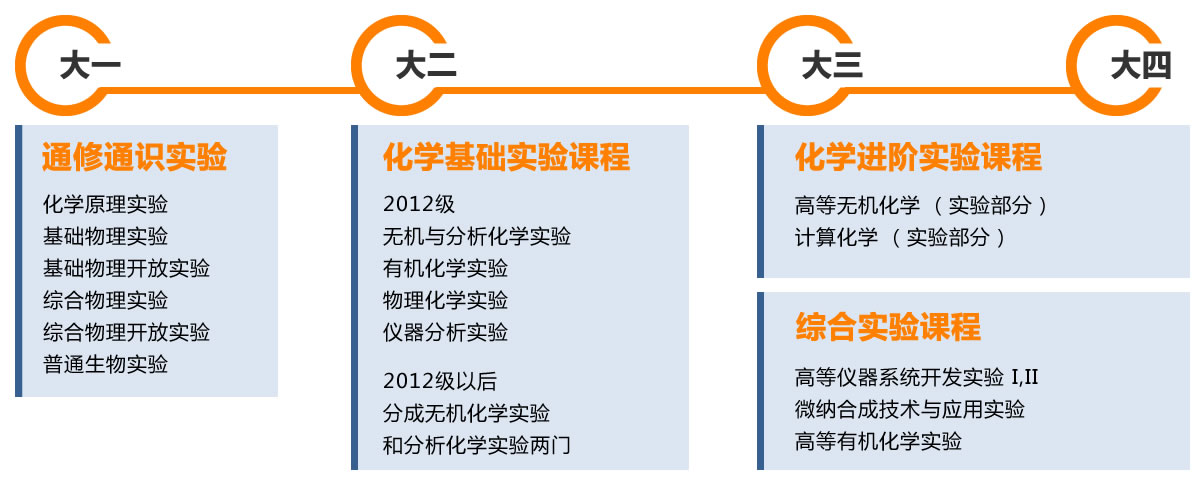 大一
大二
大三
大四
通修通识实验
化学原理实验
基础物理实验
基础物理开放实验
综合物理实验
综合物理开放实验
普通生物实验
化学基础实验课程
2012级
无机与分析化学实验
有机化学实验
物理化学实验
仪器分析实验
2012级以后
分成无机化学实验
和分析化学实验两门
化学进阶实验课程
高等无机化学 （ 实验部分 ）
计算化学 （ 实验部分 ）
综合实验课程
高等仪器系统开发实验 I,II
微纳合成技术与应用实验
高等有机化学实验